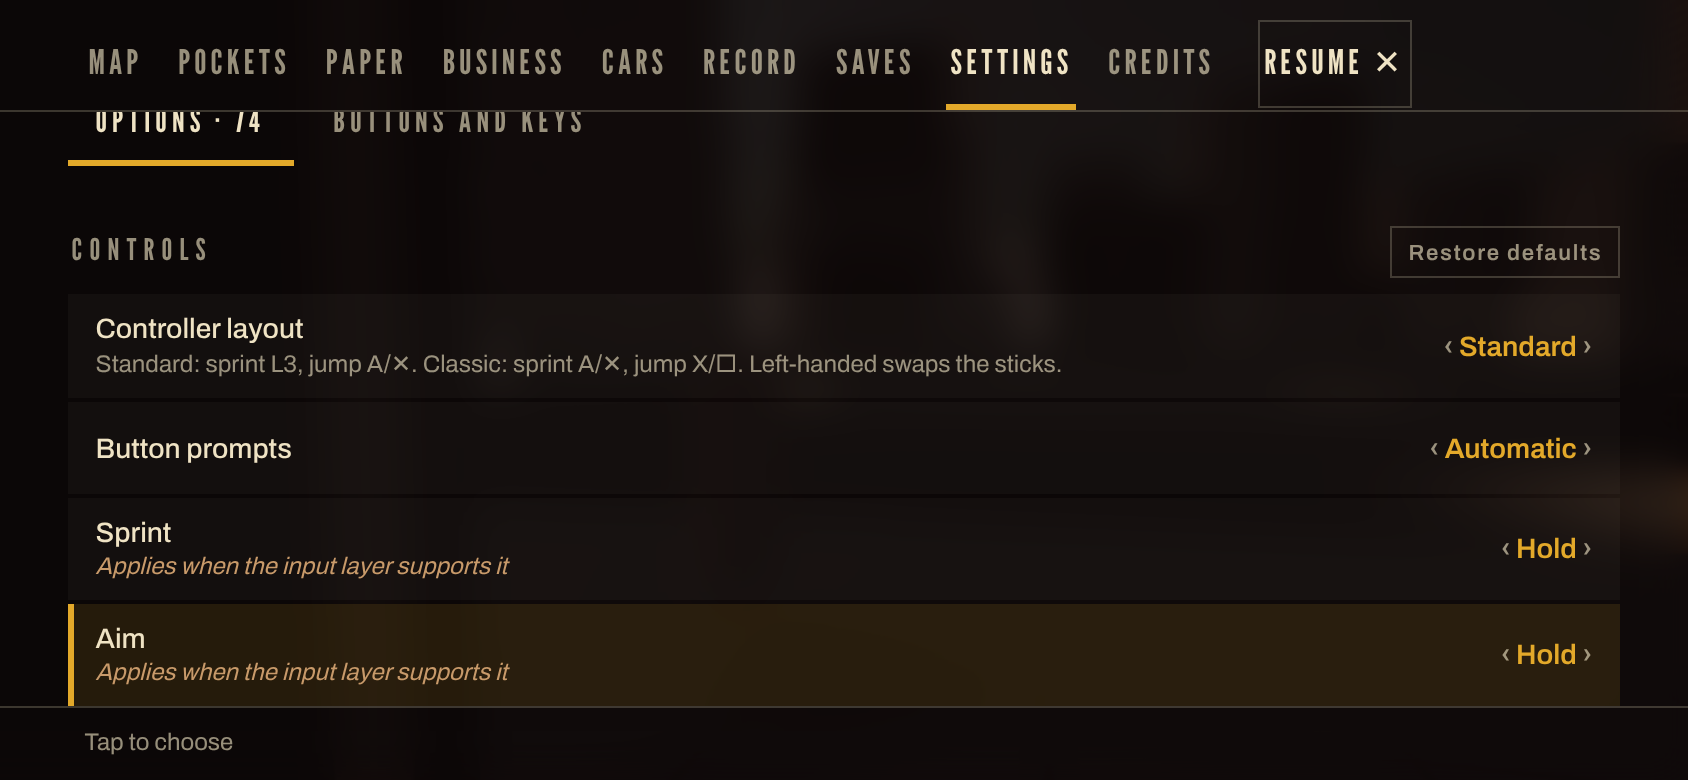 MAP POCKETS PAPER BUSINESS CARS RECORD SAVES SETTINGS CREDITS RESUME ✕
OPTIONS · 74 BUTTONS AND KEYS
CONTROLS Restore defaults
Controller layout
Standard: sprint L3, jump A/✕. Classic: sprint A/✕, jump X/☐. Left-handed swaps the sticks.
‹ Standard ›
Button prompts ‹ Automatic ›
Sprint
Applies when the input layer supports it
‹ Hold ›
Aim
Applies when the input layer supports it
‹ Hold ›
Tap to choose